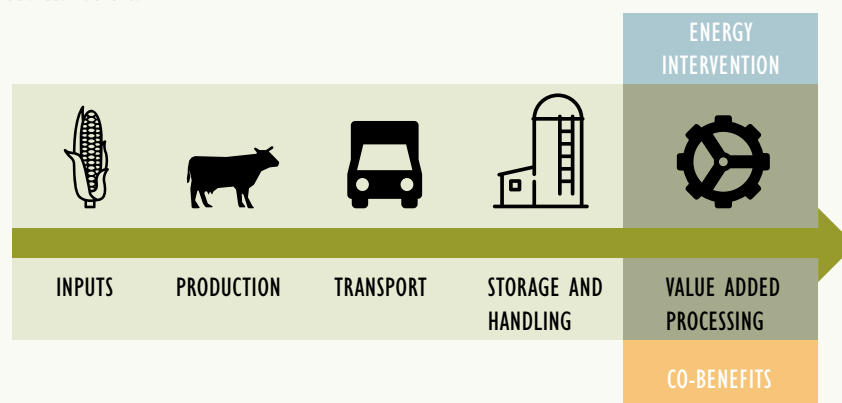 ENERGY
INTERVENTION
INPUTS
PRODUCTION
TRANSPORT
STORAGE AND
HANDLING
VALUE ADDED
PROCESSING
CO-BENEFITS